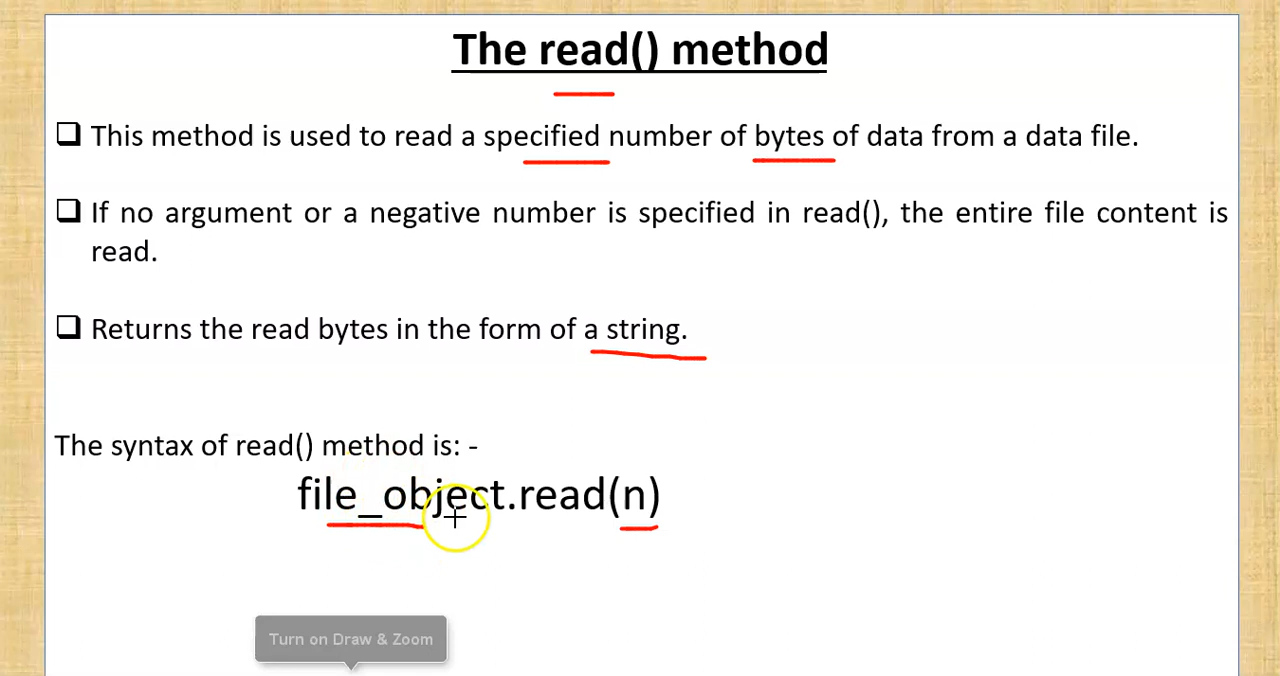 The read() method
❑ This method is used to read a specified number of bytes of data from a data file.
❑ If no argument or a negative number is specified in read(), the entire file content is
read.
❑ Returns the read bytes in the form of a string.
The syntax of read() method is: -
file_object.read(n)
Turn on Draw & Zoom